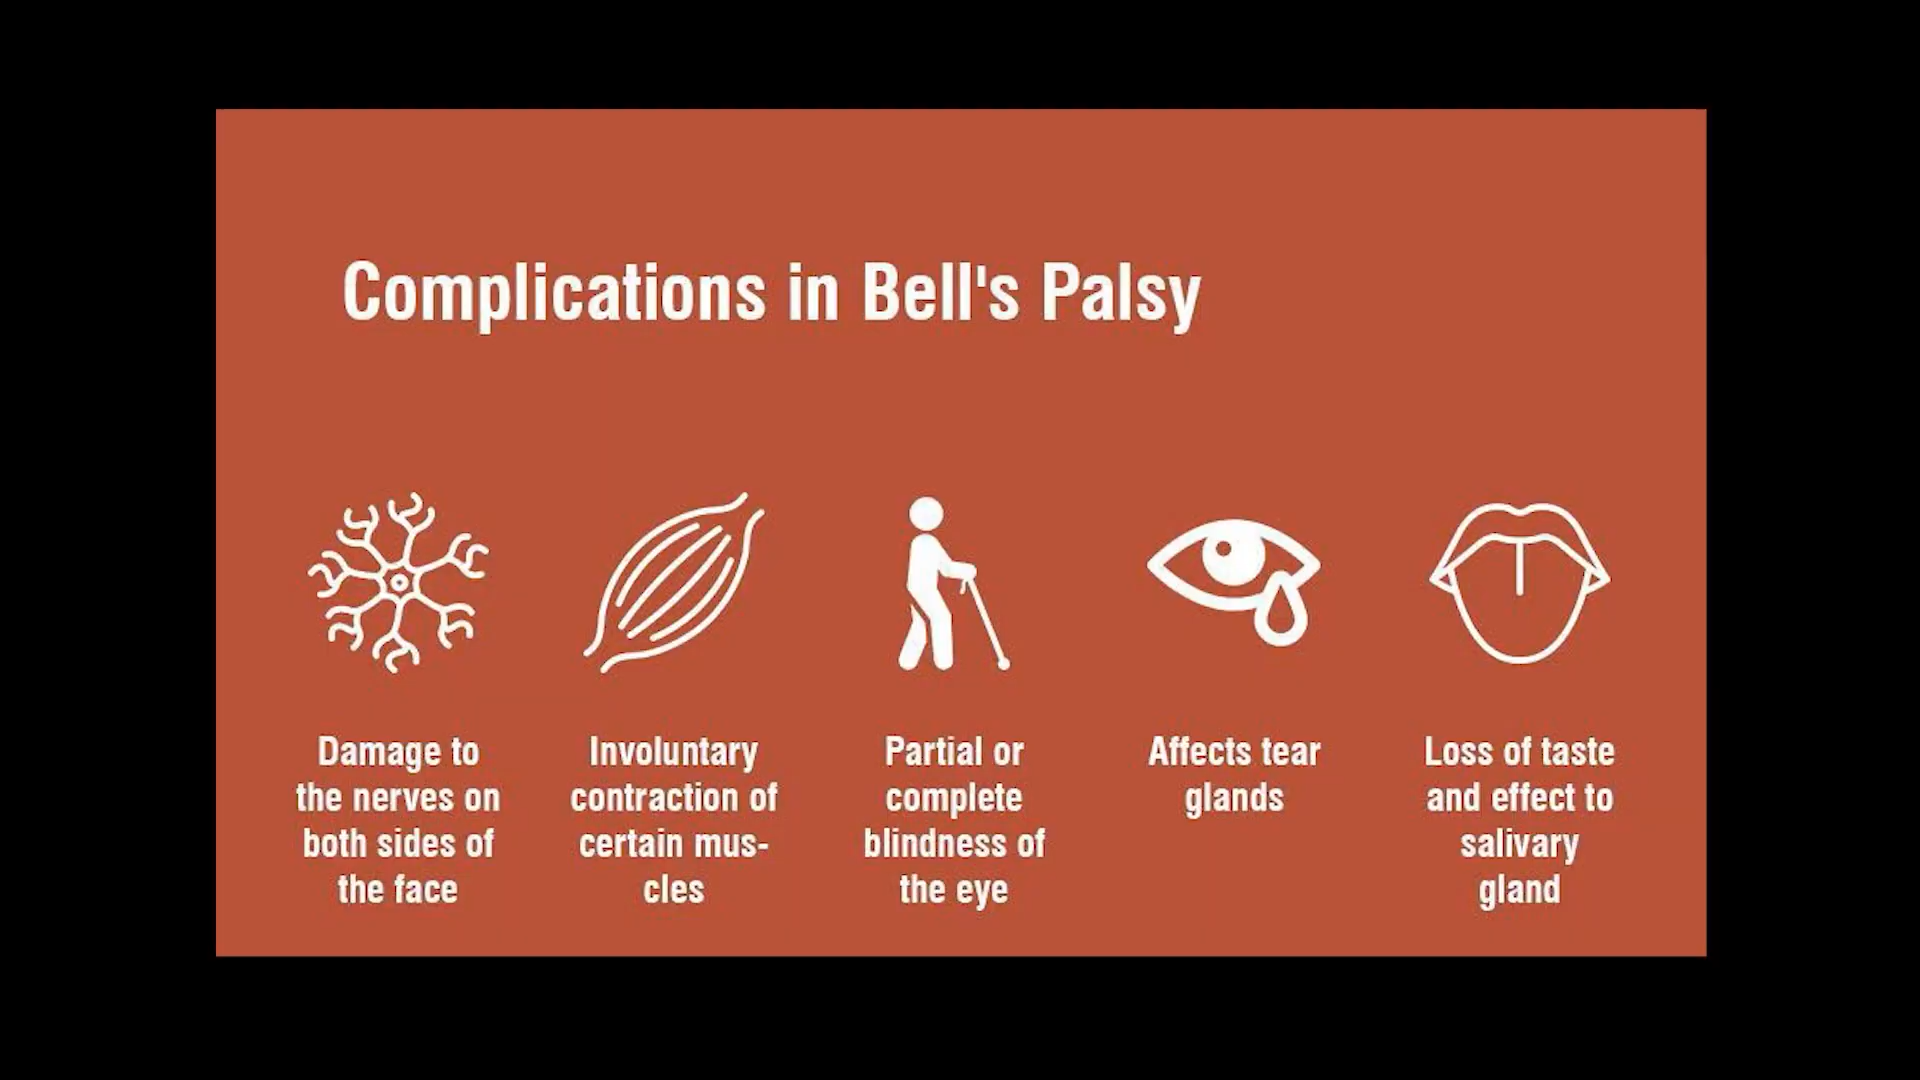 Complications in Bell's Palsy
Damage to
the nerves on
both sides of
the face
Involuntary
contraction of
certain mus-
cles
Partial or
complete
blindness of
the eye
Affects tear
glands
Loss of taste
and effect to
salivary
gland